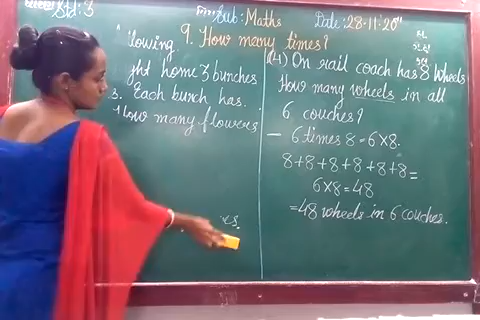 Std: 3
Sub: Maths
Date: 28-11-20
9. How many times?
llowing.
ght home 3 bunches
s. Each bunch has.
How many flowers
rs.
(4) On rail coach has 8 wheels
How many wheels in all
6 couches?
— 6 times 8 = 6×8.
8+8+8+8+8+8=
6×8=48
=48 wheels in 6 couches.